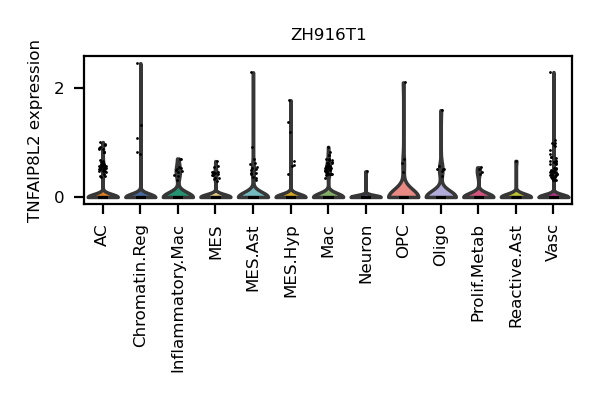 ZH916T1
TNFAIP8L2 expression
2
0
AC
Chromatin.Reg
Inflammatory.Mac
MES
MES.Ast
MES.Hyp
Mac
Neuron
OPC
Oligo
Prolif.Metab
Reactive.Ast
Vasc